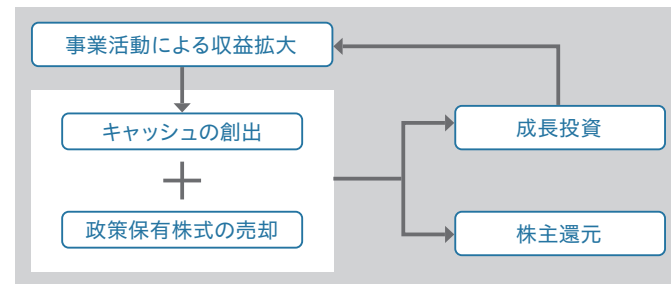 事業活動による収益拡大
キャッシュの創出
+
政策保有株式の売却
成長投資
株主還元